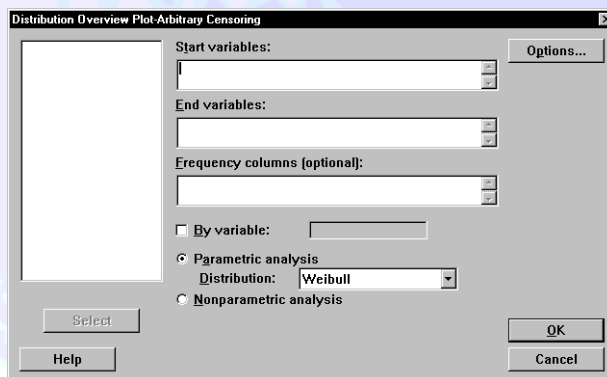 Distribution Overview Plot-Arbitrary Censoring
Start variables:
Options...
End variables:
Frequency columns (optional):
By variable:
Parametric analysis
Distribution: Weibull
Nonparametric analysis
Select
OK
Help
Cancel